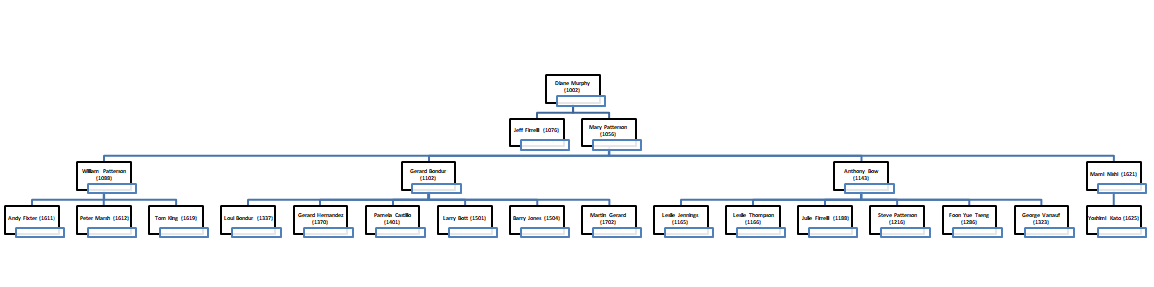 Diane Murphy
(1002)
Jeff Firrelli (1076)
Mary Patterson
(1056)
William Patterson
(1088)
Gerard Bondur
(1102)
Anthony Bow
(1143)
Mami Nishi (1621)
Andy Fixter (1611)
Peter Marsh (1612)
Tom King (1619)
Loui Bondur (1337)
Gerard Hernandez
(1370)
Pamela Castillo
(1401)
Larry Bott (1501)
Barry Jones (1504)
Martin Gerard
(1702)
Leslie Jennings
(1165)
Leslie Thompson
(1166)
Julie Firrelli (1188)
Steve Patterson
(1216)
Foon Yue Tseng
(1286)
George Vanauf
(1323)
Yoshimi Kato (1625)